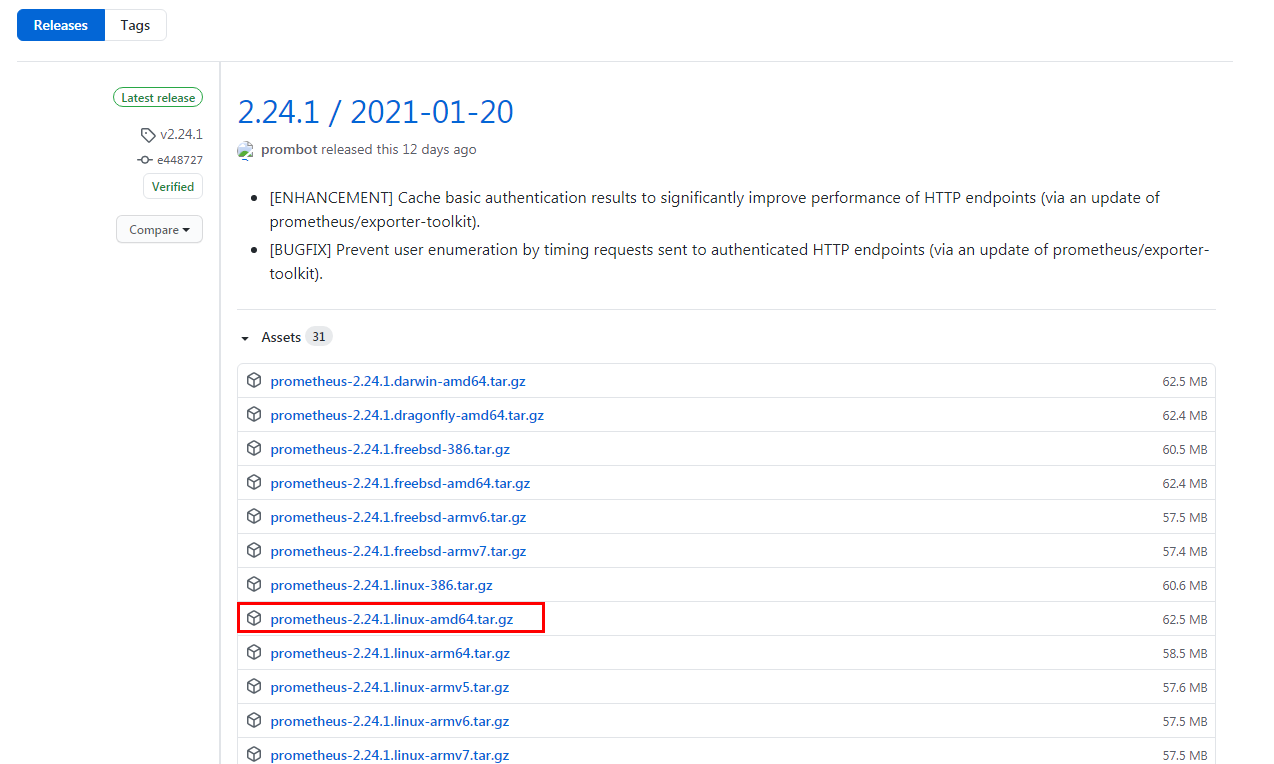 Releases
Tags
Latest release
v2.24.1
e448727
Verified
Compare
2.24.1 / 2021-01-20
prombot released this 12 days ago
[ENHANCEMENT] Cache basic authentication results to significantly improve performance of HTTP endpoints (via an update of
prometheus/exporter-toolkit).
[BUGFIX] Prevent user enumeration by timing requests sent to authenticated HTTP endpoints (via an update of prometheus/exporter-
toolkit).
Assets 31
prometheus-2.24.1.darwin-amd64.tar.gz 62.5 MB
prometheus-2.24.1.dragonfly-amd64.tar.gz 62.4 MB
prometheus-2.24.1.freebsd-386.tar.gz 60.5 MB
prometheus-2.24.1.freebsd-amd64.tar.gz 62.4 MB
prometheus-2.24.1.freebsd-armv6.tar.gz 57.5 MB
prometheus-2.24.1.freebsd-armv7.tar.gz 57.4 MB
prometheus-2.24.1.linux-386.tar.gz 60.6 MB
prometheus-2.24.1.linux-amd64.tar.gz 62.5 MB
prometheus-2.24.1.linux-arm64.tar.gz 58.5 MB
prometheus-2.24.1.linux-armv5.tar.gz 57.6 MB
prometheus-2.24.1.linux-armv6.tar.gz 57.5 MB
prometheus-2.24.1.linux-armv7.tar.gz 57.5 MB